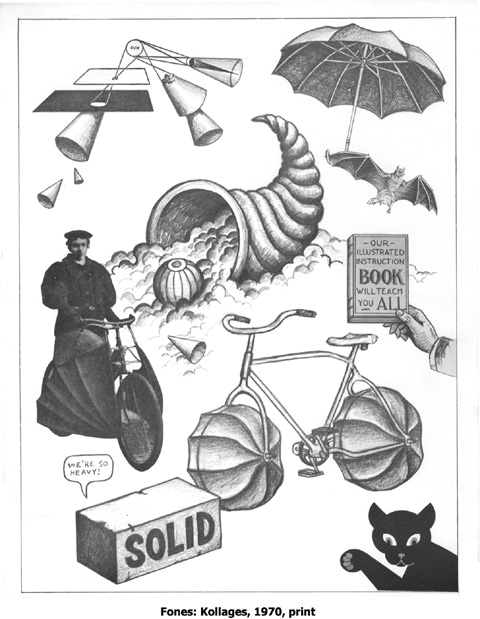 SUN
- OUR -
ILLUSTRATED
INSTRUCTION
BOOK
WILL TEACH
YOU ALL
WE'RE SO
HEAVY!
SOLID
Fones: Kollages, 1970, print